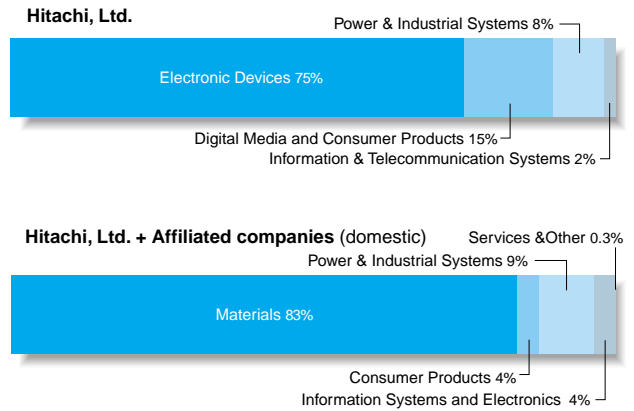 Hitachi, Ltd.
Power & Industrial Systems 8%
Electronic Devices 75%
Digital Media and Consumer Products 15%
Information & Telecommunication Systems 2%
Hitachi, Ltd. + Affiliated companies (domestic)
Services &Other 0.3%
Power & Industrial Systems 9%
Materials 83%
Consumer Products 4%
Information Systems and Electronics 4%